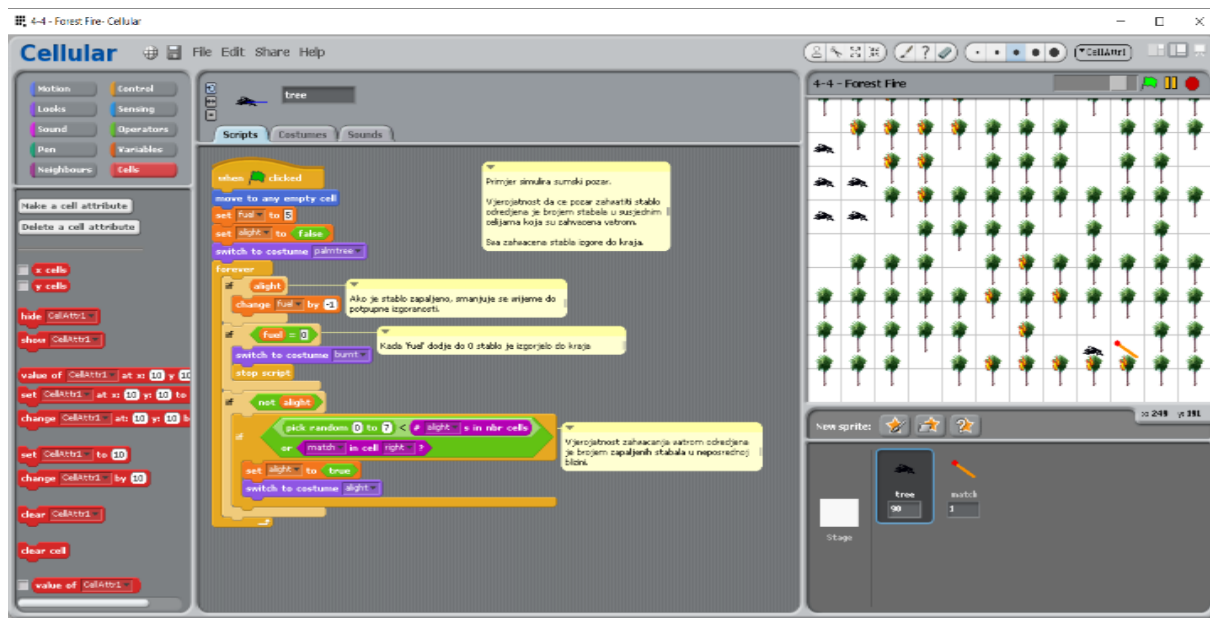 4-4 - Forest Fire- Cellular
Cellular File Edit Share Help
CellAttr1
Motion Control
Looks Sensing
Sound Operators
Pen Variables
Neighbours Cells
Make a cell attribute
Delete a cell attribute
x cells
y cells
hide CellAttr1
show CellAttr1
value of CellAttr1 at x: 10 y 10
set CellAttr1 at x: 10 y: 10 to
change CellAttr1 at: 10 y: 10 b
set CellAttr1 to 10
change CellAttr1 by 10
clear CellAttr1
clear cell
value of CellAttr1
tree
Scripts Costumes Sounds
when clicked
move to any empty cell
set fuel to 5
set alight to false
switch to costume palmtree
forever
if alight
change fuel by -1
if fuel = 0
switch to costume burnt
stop script
if not alight
if pick random 0 to 7 < # alight s in nbr cells
or match in cell right ?
set alight to true
switch to costume alight
Primjer simulira sumski pozar.
Vjerojatnost da ce pozar zahvatiti stablo
odredjena je brojem stabala u susjednim
celijama koja su zahvacena vatrom.
Sva zahvacena stabla izgore do kraja.
Ako je stablo zapaljeno, smanjuje se vrijeme do
potpupne izgoranosti.
Kada 'fuel' dodje do 0 stablo je izgorjelo do kraja
Vjerojatnost zahvacanja vatrom odredjena
je brojem zapaljenih stabala u neposrednoj
blizini.
4-4 - Forest Fire
x: 249 y: 191
New sprite:
tree match
90 1
Stage